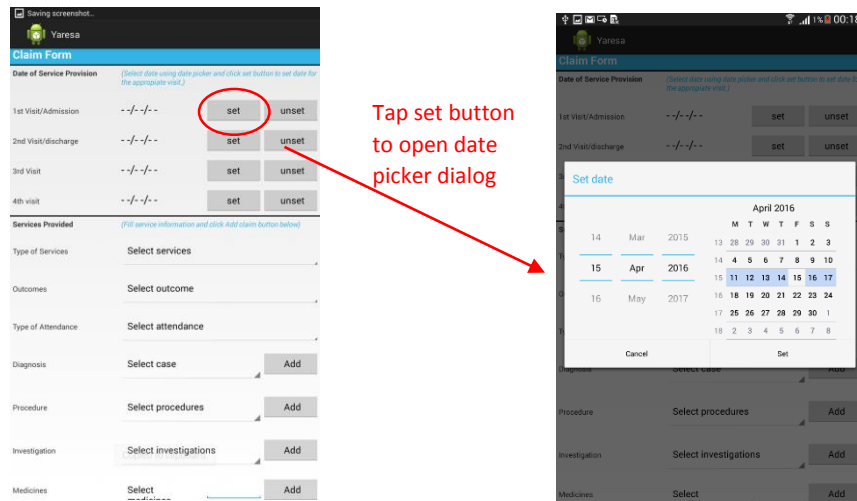 Saving screenshot..
Yaresa
Claim Form
Date of Service Provision
(Select date using date picker and click set button to set date for
the appropiate visit.)
1st Visit/Admission
- -/- -/- -
set
unset
2nd Visit/discharge
- -/- -/- -
set
unset
3rd Visit
- -/- -/- -
set
unset
4th visit
- -/- -/- -
set
unset
Services Provided
(Fill service information and click Add claim button below)
Type of Services
Select services
Outcomes
Select outcome
Type of Attendance
Select attendance
Diagnosis
Select case
Add
Procedure
Select procedures
Add
Investigation
Select investigations
Add
Medicines
Select
medicines
Add
Tap set button
to open date
picker dialog
1% 00:18
Yaresa
Claim Form
Date of Service Provision
(Select date using date picker and click set button to set date f
the appropiate visit.)
1st Visit/Admission
- -/- -/- -
set
unset
2nd Visit/discharge
- -/- -/- -
set
unset
Set date
April 2016
M T W T F S S
14 Mar 2015
15 Apr 2016
16 May 2017
13 28 29 30 31 1 2 3
14 4 5 6 7 8 9 10
15 11 12 13 14 15 16 17
16 18 19 20 21 22 23 24
17 25 26 27 28 29 30 1
18 2 3 4 5 6 7 8
Cancel
Set
Diagnosis
Select case
Add
Procedure
Select procedures
Add
Investigation
Select investigations
Add
Medicines
Select
Add